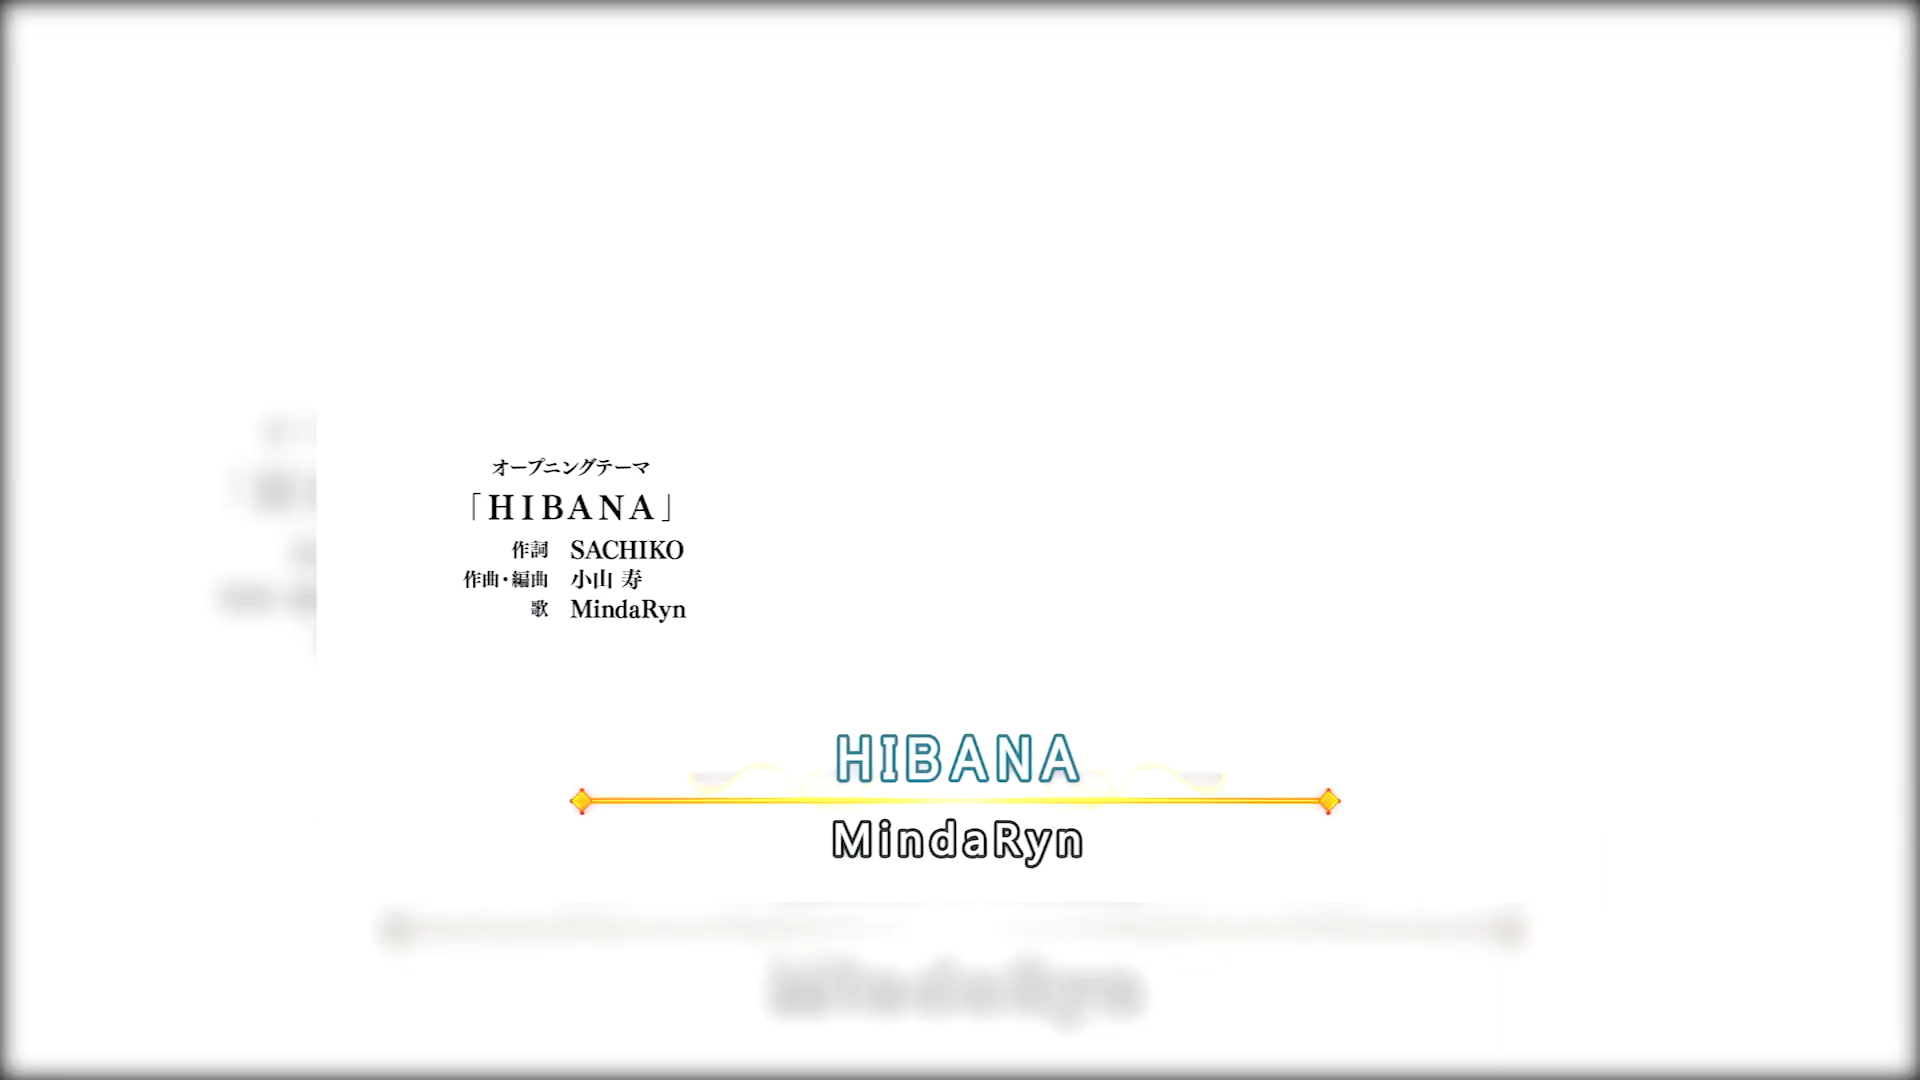 オープニングテーマ
「HIBANA」
作詞 SACHIKO
作曲・編曲 小山 寿
歌 MindaRyn
HIBANA
MindaRyn